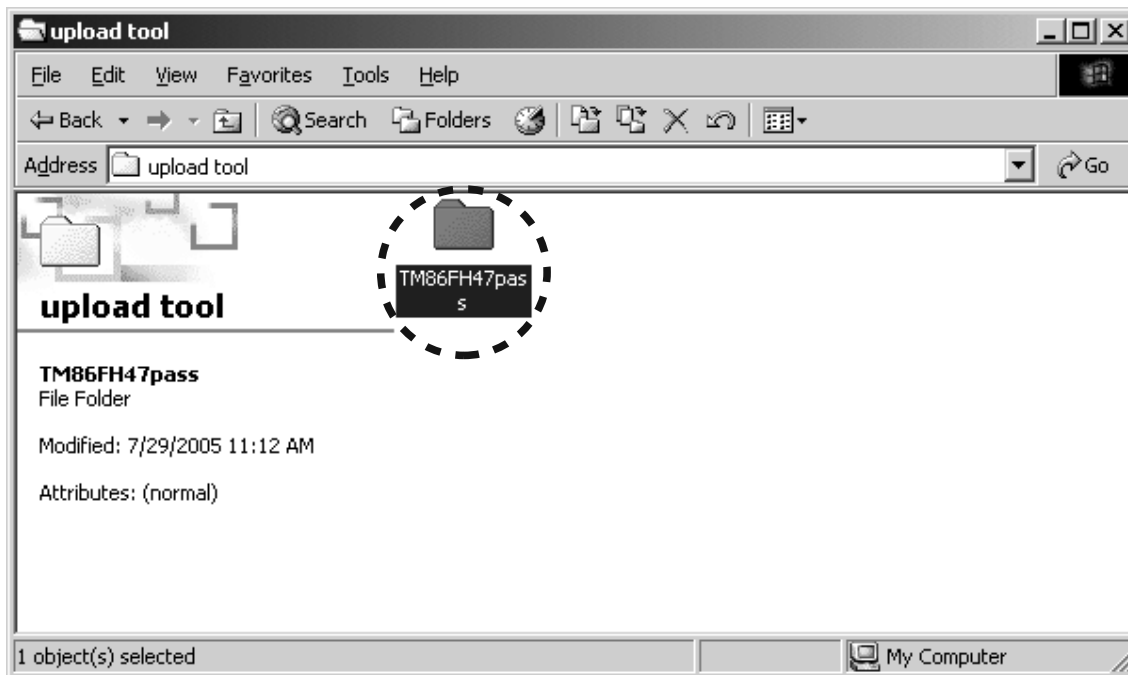 upload tool
File Edit View Favorites Tools Help
Back Search Folders
Address upload tool Go
TM86FH47pas
s
upload tool
TM86FH47pass
File Folder
Modified: 7/29/2005 11:12 AM
Attributes: (normal)
1 object(s) selected My Computer